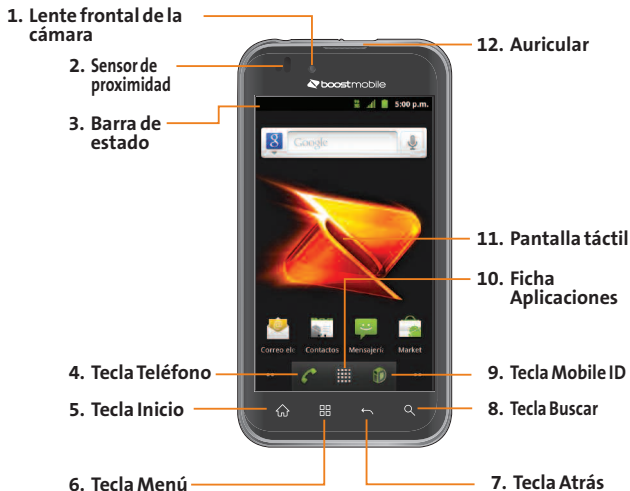 1. Lente frontal de la
cámara
2. Sensor de
proximidad
3. Barra de
estado
12. Auricular
boostmobile
5:00 p.m.
Google
11. Pantalla táctil
10. Ficha
Aplicaciones
Correo ele
Contactos
Mensajería
Market
4. Tecla Teléfono
5. Tecla Inicio
6. Tecla Menú
9. Tecla Mobile ID
8. Tecla Buscar
7. Tecla Atrás